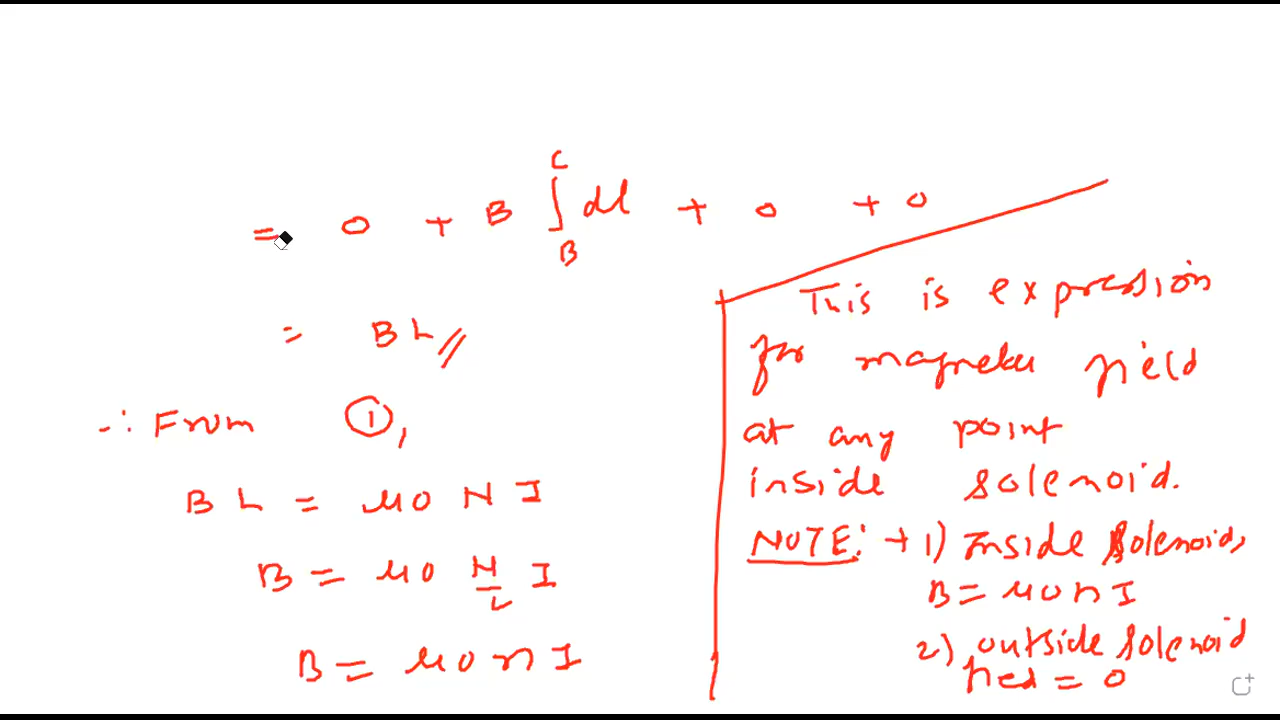 = 0 + B ∫_B^C dl + 0 + 0
= BL //
∴ From ①,
BL = μ0 N I
B = μ0 N/L I
B = μ0 n I
This is expression
for magnetic field
at any point
inside solenoid.
NOTE: → 1) Inside solenoid,
B = μ0 n I
2) outside solenoid
= 0